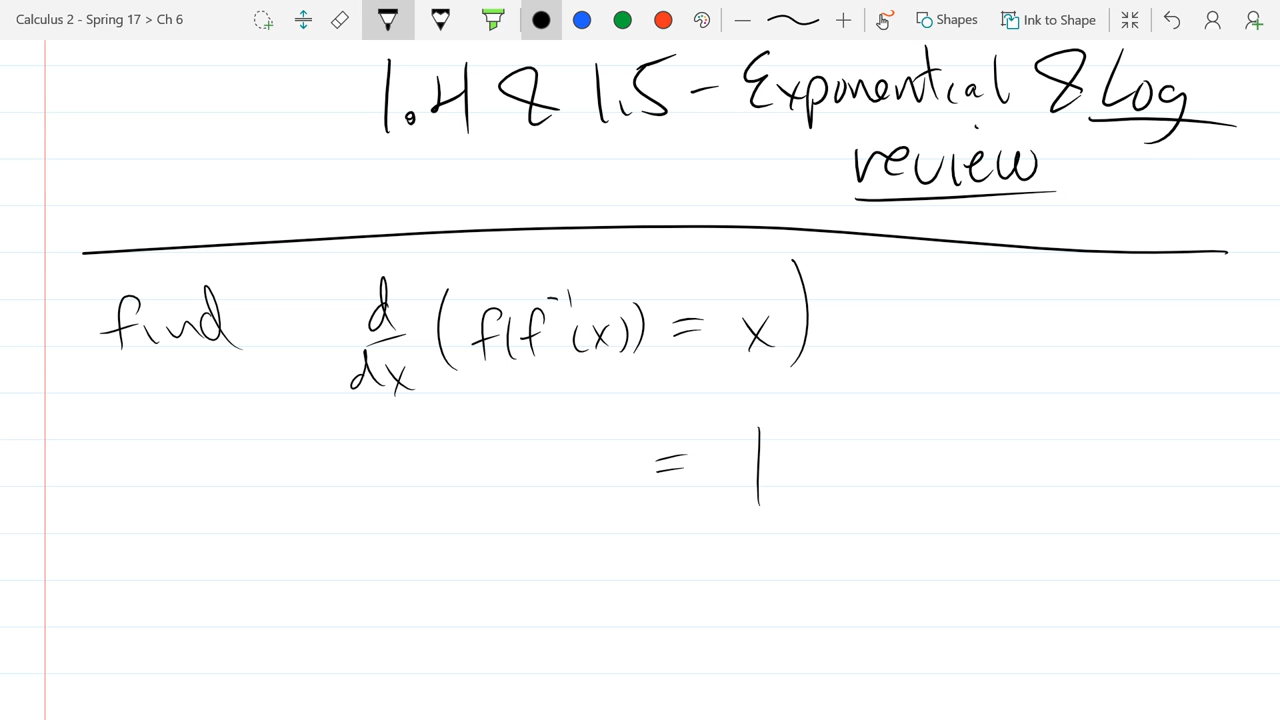 Calculus 2 - Spring 17 > Ch 6 Shapes Ink to Shape
1.4 & 1.5 - Exponential & Log
review
find d/dx (f(f⁻¹(x)) = x)
= 1